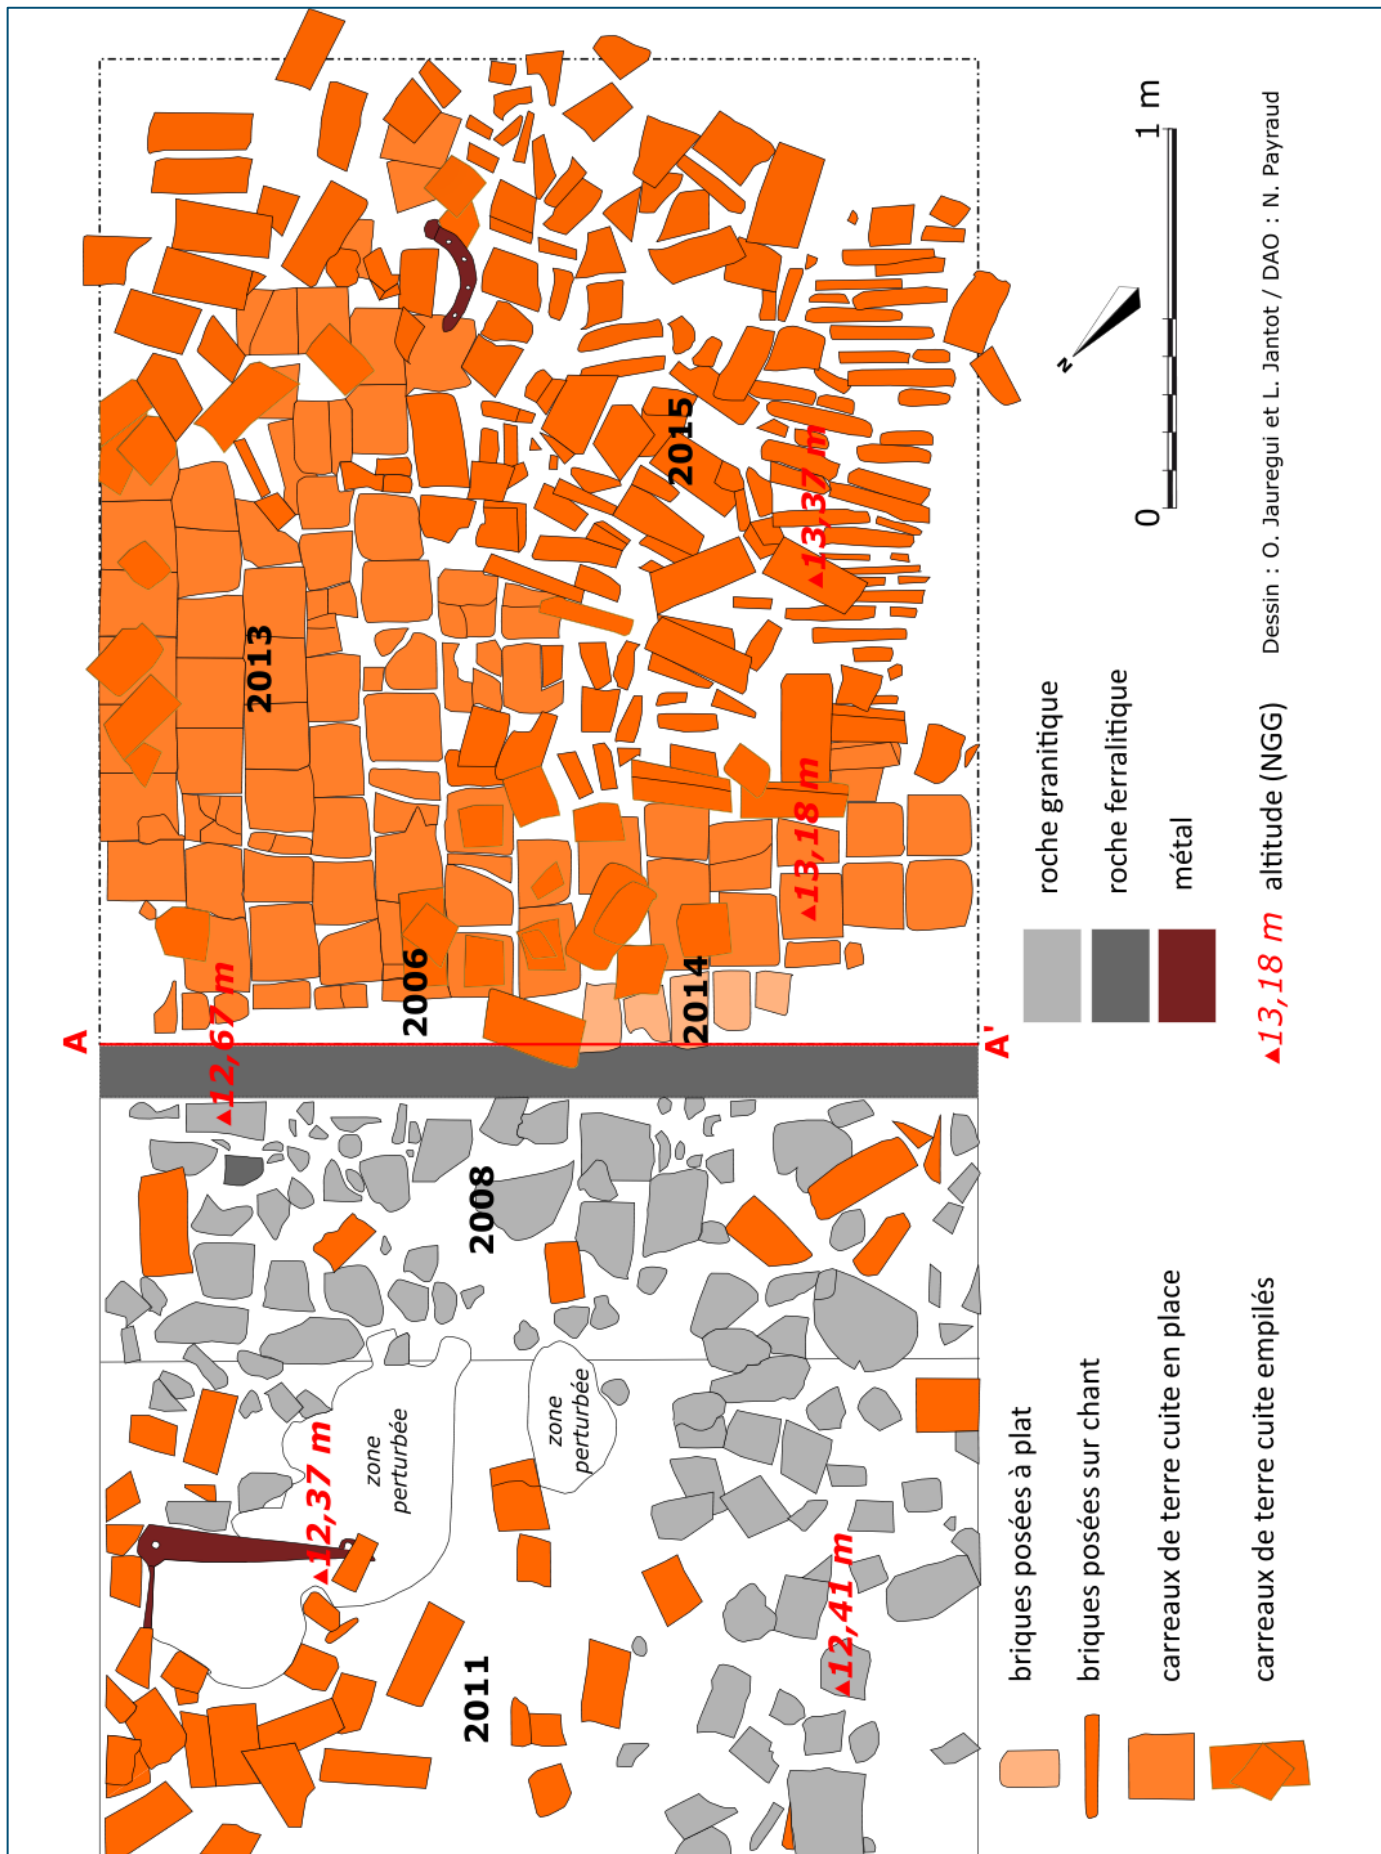 A
A'
2013
2015
2006
2014
2008
2011
▲12,67 m
▲13,37 m
▲13,18 m
▲12,37 m
▲12,41 m
zone
perturbée
zone
perturbée
briques posées à plat
briques posées sur chant
carreaux de terre cuite en place
carreaux de terre cuite empilés
roche granitique
roche ferralitique
métal
▲13,18 m altitude (NGG)
N
0
1 m
Dessin : O. Jauregui et L. Jantot / DAO : N. Payraud